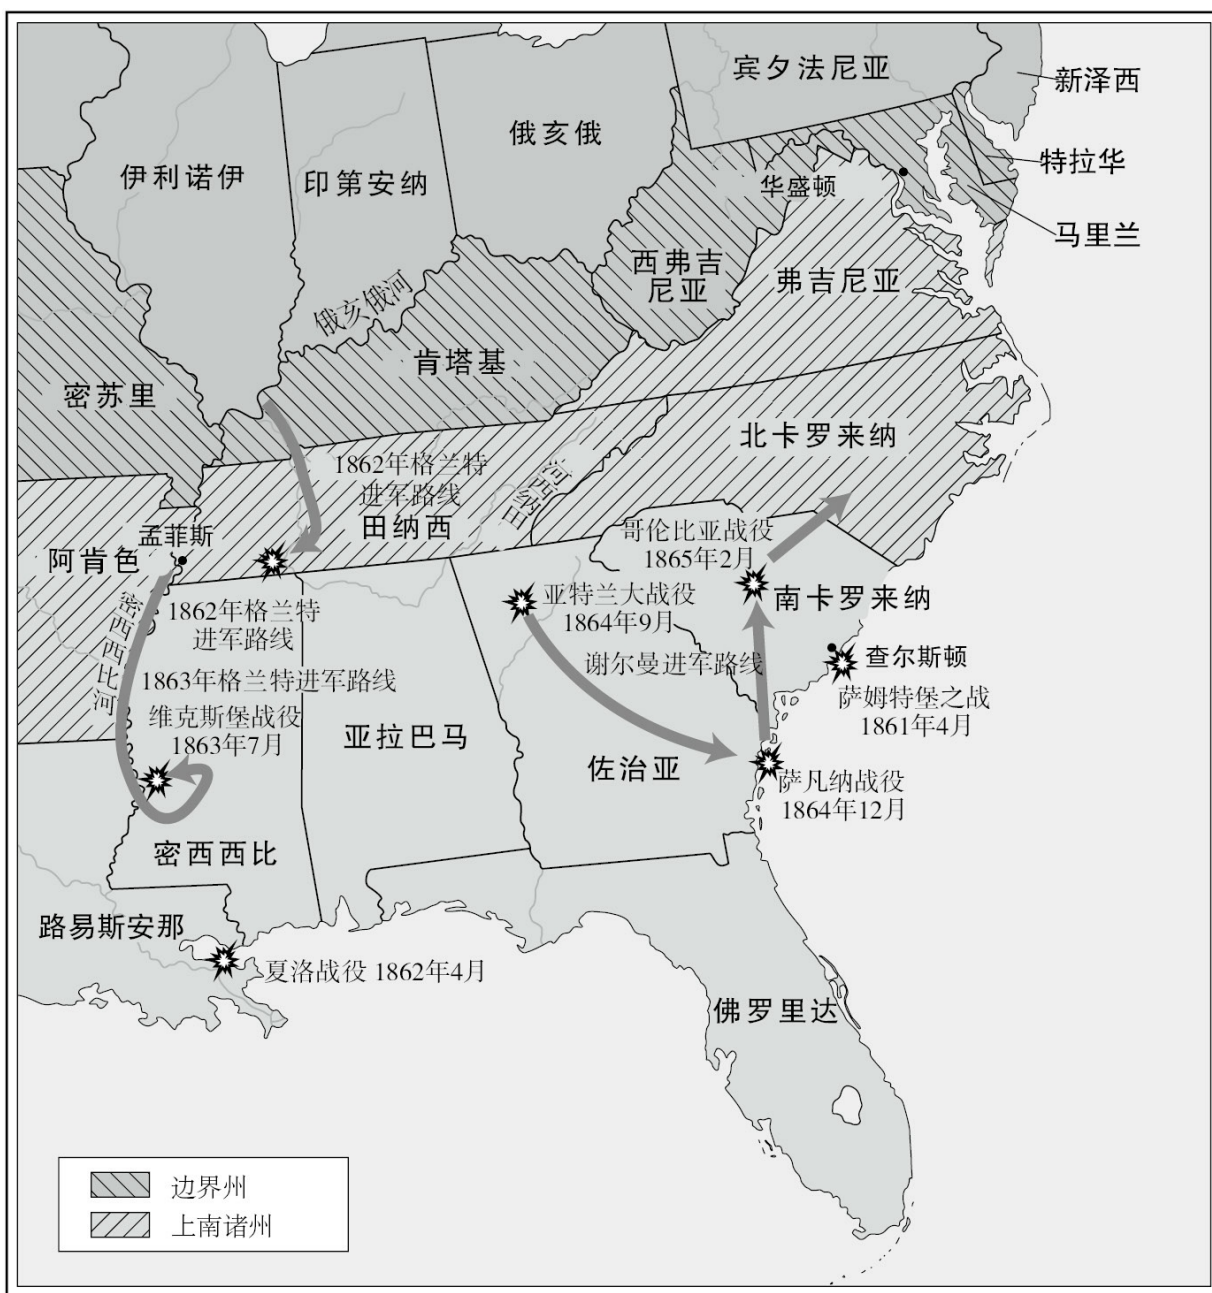 宾夕法尼亚
新泽西
俄亥俄
伊利诺伊
印第安纳
华盛顿
特拉华
马里兰
西弗吉
尼亚
弗吉尼亚
俄亥俄河
肯塔基
密苏里
北卡罗来纳
1862年格兰特
进军路线
田纳西河
田纳西
孟菲斯
阿肯色
哥伦比亚战役
1865年2月
亚特兰大战役
1864年9月
南卡罗来纳
1862年格兰特
进军路线
密西西比河
谢尔曼进军路线
查尔斯顿
1863年格兰特进军路线
萨姆特堡之战
1861年4月
维克斯堡战役
1863年7月
亚拉巴马
佐治亚
萨凡纳战役
1864年12月
密西西比
路易斯安那
夏洛战役 1862年4月
佛罗里达
边界州
上南诸州